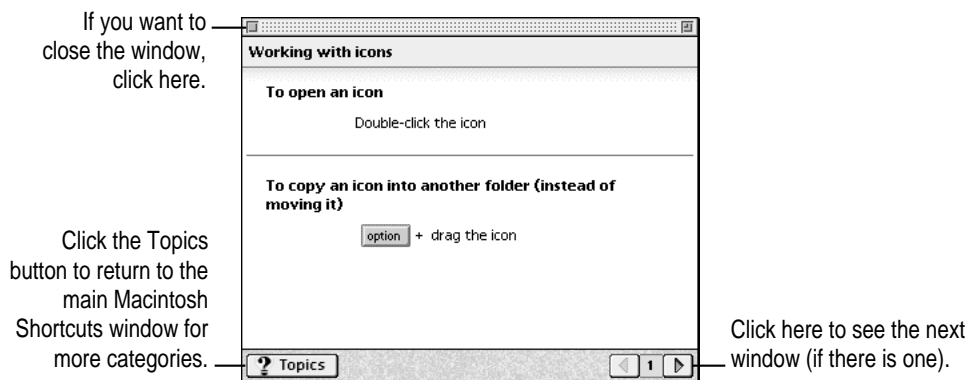 If you want to
close the window,
click here.
Working with icons
To open an icon
Double-click the icon
To copy an icon into another folder (instead of
moving it)
option + drag the icon
Click the Topics
button to return to the
main Macintosh
Shortcuts window for
more categories.
? Topics
1
Click here to see the next
window (if there is one).